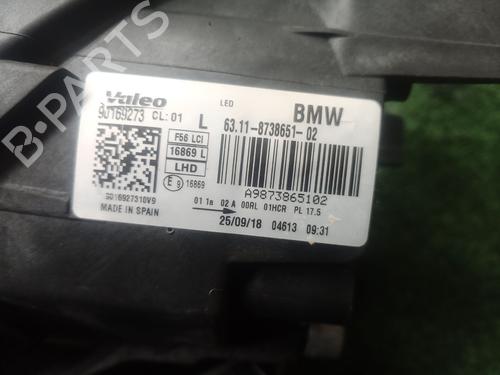 Valeo LED BMW
90169273 CL:01 L 63.11-8738651-02
F56 LCI
16869 L
LHD
E9 16869 A9873865102
9016927310V9 01 1a 02 A 00RL 01HCR PL 17.5
MADE IN SPAIN 25/09/18 04613 09:31
B-PARTS